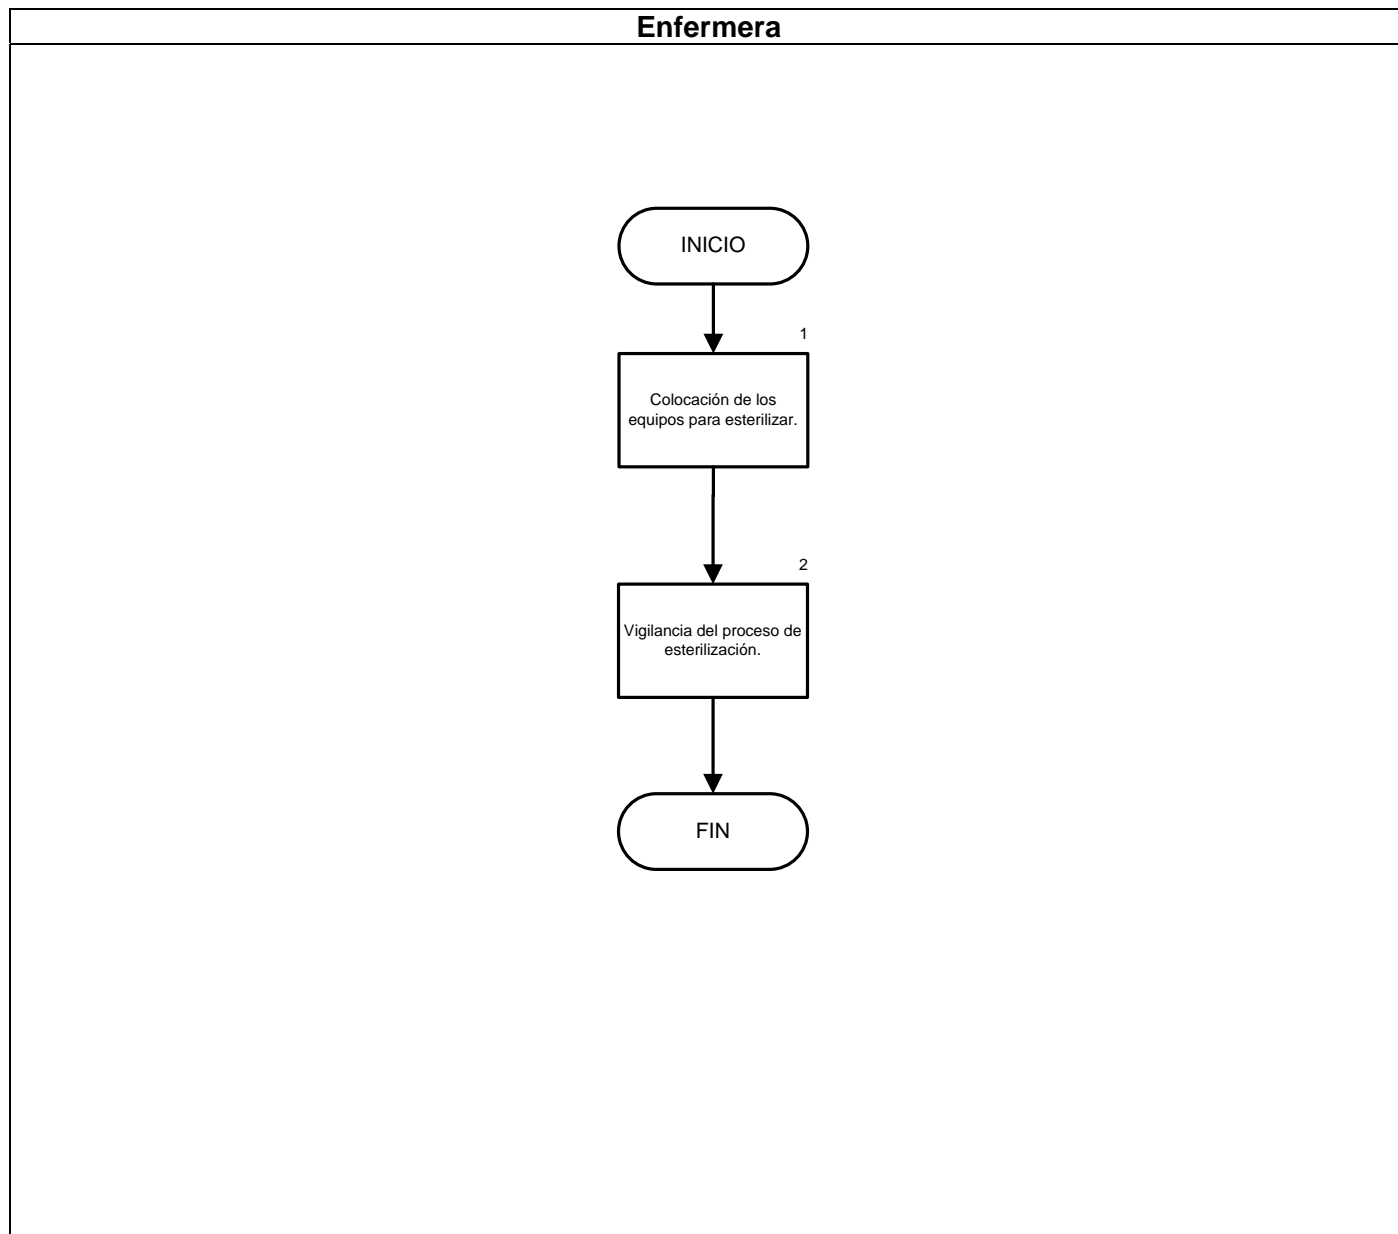 Enfermera
INICIO
1
Colocación de los
equipos para esterilizar.
2
Vigilancia del proceso de
esterilización.
FIN